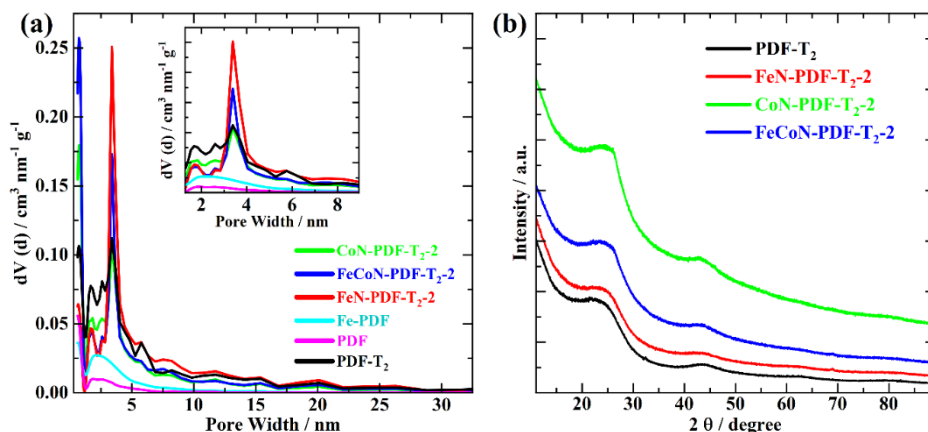 (a)
0.25
0.20
0.15
0.10
0.05
0.00
dV (d) / cm³ nm⁻¹ g⁻¹
5
10
15
20
25
30
Pore Width / nm
dV (d) / cm³ nm⁻¹ g⁻¹
2
4
6
8
Pore Width / nm
CoN-PDF-T₂-2
FeCoN-PDF-T₂-2
FeN-PDF-T₂-2
Fe-PDF
PDF
PDF-T₂
(b)
PDF-T₂
FeN-PDF-T₂-2
CoN-PDF-T₂-2
FeCoN-PDF-T₂-2
Intensity / a.u.
20
30
40
50
60
70
80
2 θ / degree